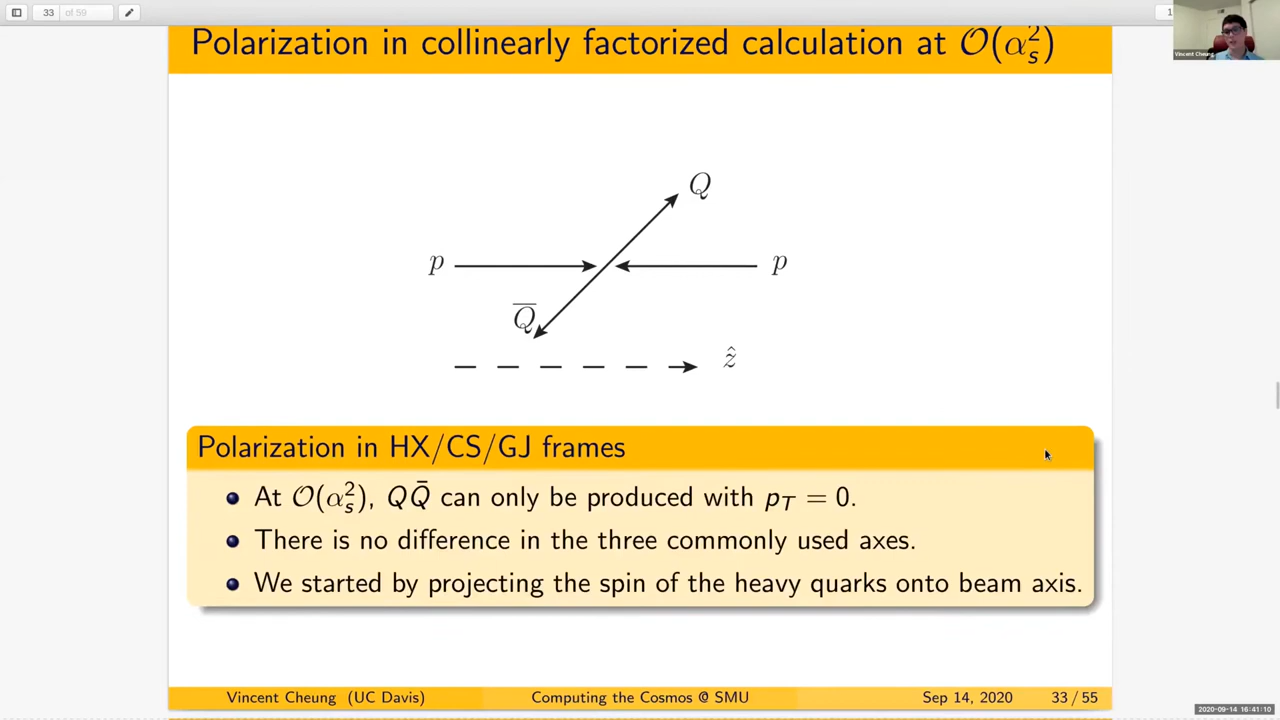 33 of 59
Polarization in collinearly factorized calculation at 𝒪(αₛ²)
Q
p
p
Q̅
ẑ
Polarization in HX/CS/GJ frames
At 𝒪(αₛ²), QQ̄ can only be produced with p_T = 0.
There is no difference in the three commonly used axes.
We started by projecting the spin of the heavy quarks onto beam axis.
Vincent Cheung (UC Davis) Computing the Cosmos @ SMU Sep 14, 2020 33 / 55
Vincent Cheung
2020-09-14 16:41:10